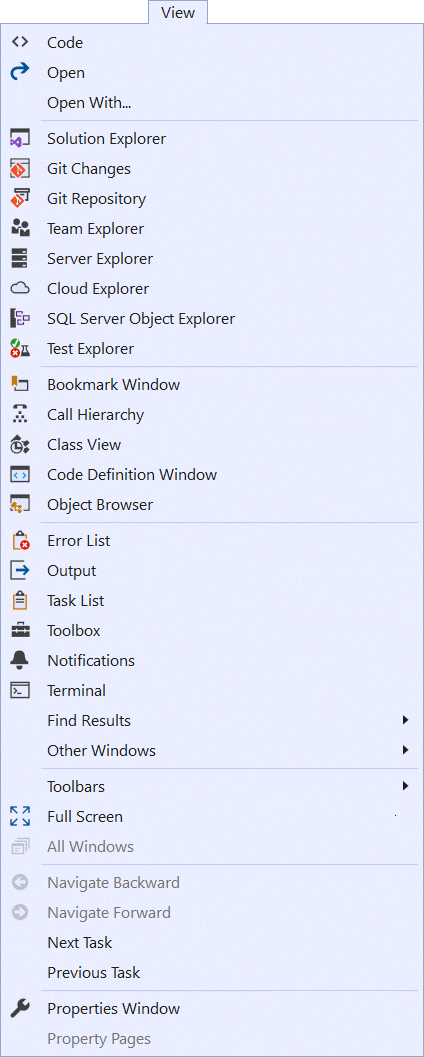 View
Code
Open
Open With...
Solution Explorer
Git Changes
Git Repository
Team Explorer
Server Explorer
Cloud Explorer
SQL Server Object Explorer
Test Explorer
Bookmark Window
Call Hierarchy
Class View
Code Definition Window
Object Browser
Error List
Output
Task List
Toolbox
Notifications
Terminal
Find Results
Other Windows
Toolbars
Full Screen
All Windows
Navigate Backward
Navigate Forward
Next Task
Previous Task
Properties Window
Property Pages